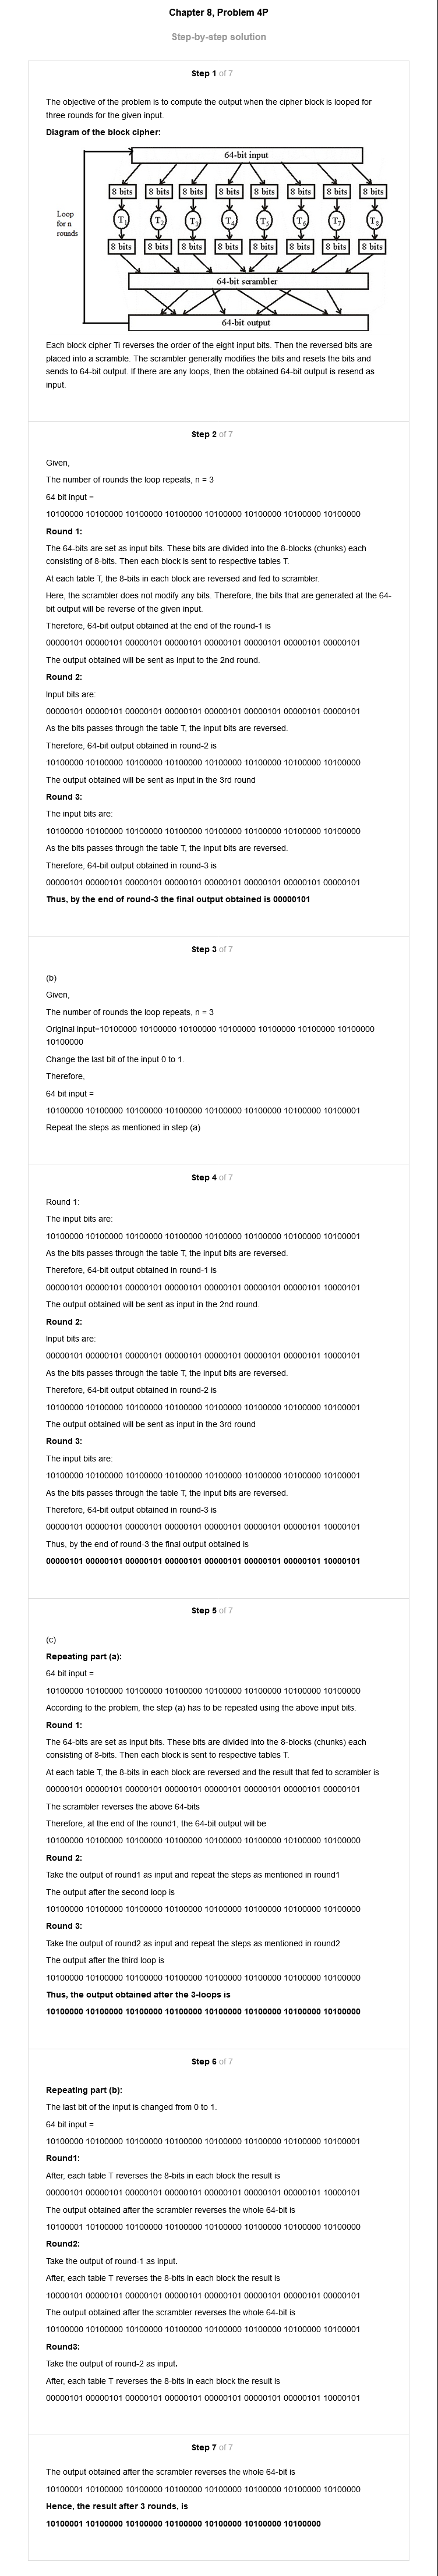 Chapter 8, Problem 4P
Step-by-step solution
Step 1 of 7
The objective of the problem is to compute the output when the cipher block is looped for
three rounds for the given input.
Diagram of the block cipher:
64-bit input
8 bits 8 bits 8 bits 8 bits 8 bits 8 bits 8 bits 8 bits
Loop
for n
rounds
T1 T2 T3 T4 T5 T6 T7 T8
8 bits 8 bits 8 bits 8 bits 8 bits 8 bits 8 bits 8 bits
64-bit scrambler
64-bit output
Each block cipher Ti reverses the order of the eight input bits. Then the reversed bits are
placed into a scramble. The scrambler generally modifies the bits and resets the bits and
sends to 64-bit output. If there are any loops, then the obtained 64-bit output is resend as
input.
Step 2 of 7
Given,
The number of rounds the loop repeats, n = 3
64 bit input =
10100000 10100000 10100000 10100000 10100000 10100000 10100000 10100000
Round 1:
The 64-bits are set as input bits. These bits are divided into the 8-blocks (chunks) each
consisting of 8-bits. Then each block is sent to respective tables T.
At each table T, the 8-bits in each block are reversed and fed to scrambler.
Here, the scrambler does not modify any bits. Therefore, the bits that are generated at the 64-
bit output will be reverse of the given input.
Therefore, 64-bit output obtained at the end of the round-1 is
00000101 00000101 00000101 00000101 00000101 00000101 00000101 00000101
The output obtained will be sent as input to the 2nd round.
Round 2:
Input bits are:
00000101 00000101 00000101 00000101 00000101 00000101 00000101 00000101
As the bits passes through the table T, the input bits are reversed.
Therefore, 64-bit output obtained in round-2 is
10100000 10100000 10100000 10100000 10100000 10100000 10100000 10100000
The output obtained will be sent as input in the 3rd round
Round 3:
The input bits are:
10100000 10100000 10100000 10100000 10100000 10100000 10100000 10100000
As the bits passes through the table T, the input bits are reversed.
Therefore, 64-bit output obtained in round-3 is
00000101 00000101 00000101 00000101 00000101 00000101 00000101 00000101
Thus, by the end of round-3 the final output obtained is 00000101
Step 3 of 7
(b)
Given,
The number of rounds the loop repeats, n = 3
Original input=10100000 10100000 10100000 10100000 10100000 10100000 10100000
10100000
Change the last bit of the input 0 to 1.
Therefore,
64 bit input =
10100000 10100000 10100000 10100000 10100000 10100000 10100000 10100001
Repeat the steps as mentioned in step (a)
Step 4 of 7
Round 1:
The input bits are:
10100000 10100000 10100000 10100000 10100000 10100000 10100000 10100001
As the bits passes through the table T, the input bits are reversed.
Therefore, 64-bit output obtained in round-1 is
00000101 00000101 00000101 00000101 00000101 00000101 00000101 10000101
The output obtained will be sent as input in the 2nd round.
Round 2:
Input bits are:
00000101 00000101 00000101 00000101 00000101 00000101 00000101 10000101
As the bits passes through the table T, the input bits are reversed.
Therefore, 64-bit output obtained in round-2 is
10100000 10100000 10100000 10100000 10100000 10100000 10100000 10100001
The output obtained will be sent as input in the 3rd round
Round 3:
The input bits are:
10100000 10100000 10100000 10100000 10100000 10100000 10100000 10100001
As the bits passes through the table T, the input bits are reversed.
Therefore, 64-bit output obtained in round-3 is
00000101 00000101 00000101 00000101 00000101 00000101 00000101 10000101
Thus, by the end of round-3 the final output obtained is
00000101 00000101 00000101 00000101 00000101 00000101 00000101 10000101
Step 5 of 7
(c)
Repeating part (a):
64 bit input =
10100000 10100000 10100000 10100000 10100000 10100000 10100000 10100000
According to the problem, the step (a) has to be repeated using the above input bits.
Round 1:
The 64-bits are set as input bits. These bits are divided into the 8-blocks (chunks) each
consisting of 8-bits. Then each block is sent to respective tables T.
At each table T, the 8-bits in each block are reversed and the result that fed to scrambler is
00000101 00000101 00000101 00000101 00000101 00000101 00000101 00000101
The scrambler reverses the above 64-bits
Therefore, at the end of the round1, the 64-bit output will be
10100000 10100000 10100000 10100000 10100000 10100000 10100000 10100000
Round 2:
Take the output of round1 as input and repeat the steps as mentioned in round1
The output after the second loop is
10100000 10100000 10100000 10100000 10100000 10100000 10100000 10100000
Round 3:
Take the output of round2 as input and repeat the steps as mentioned in round2
The output after the third loop is
10100000 10100000 10100000 10100000 10100000 10100000 10100000 10100000
Thus, the output obtained after the 3-loops is
10100000 10100000 10100000 10100000 10100000 10100000 10100000 10100000
Step 6 of 7
Repeating part (b):
The last bit of the input is changed from 0 to 1.
64 bit input =
10100000 10100000 10100000 10100000 10100000 10100000 10100000 10100001
Round1:
After, each table T reverses the 8-bits in each block the result is
00000101 00000101 00000101 00000101 00000101 00000101 00000101 10000101
The output obtained after the scrambler reverses the whole 64-bit is
10100001 10100000 10100000 10100000 10100000 10100000 10100000 10100000
Round2:
Take the output of round-1 as input.
After, each table T reverses the 8-bits in each block the result is
10000101 00000101 00000101 00000101 00000101 00000101 00000101 00000101
The output obtained after the scrambler reverses the whole 64-bit is
10100000 10100000 10100000 10100000 10100000 10100000 10100000 10100001
Round3:
Take the output of round-2 as input.
After, each table T reverses the 8-bits in each block the result is
00000101 00000101 00000101 00000101 00000101 00000101 00000101 10000101
Step 7 of 7
The output obtained after the scrambler reverses the whole 64-bit is
10100001 10100000 10100000 10100000 10100000 10100000 10100000 10100000
Hence, the result after 3 rounds, is
10100001 10100000 10100000 10100000 10100000 10100000 10100000